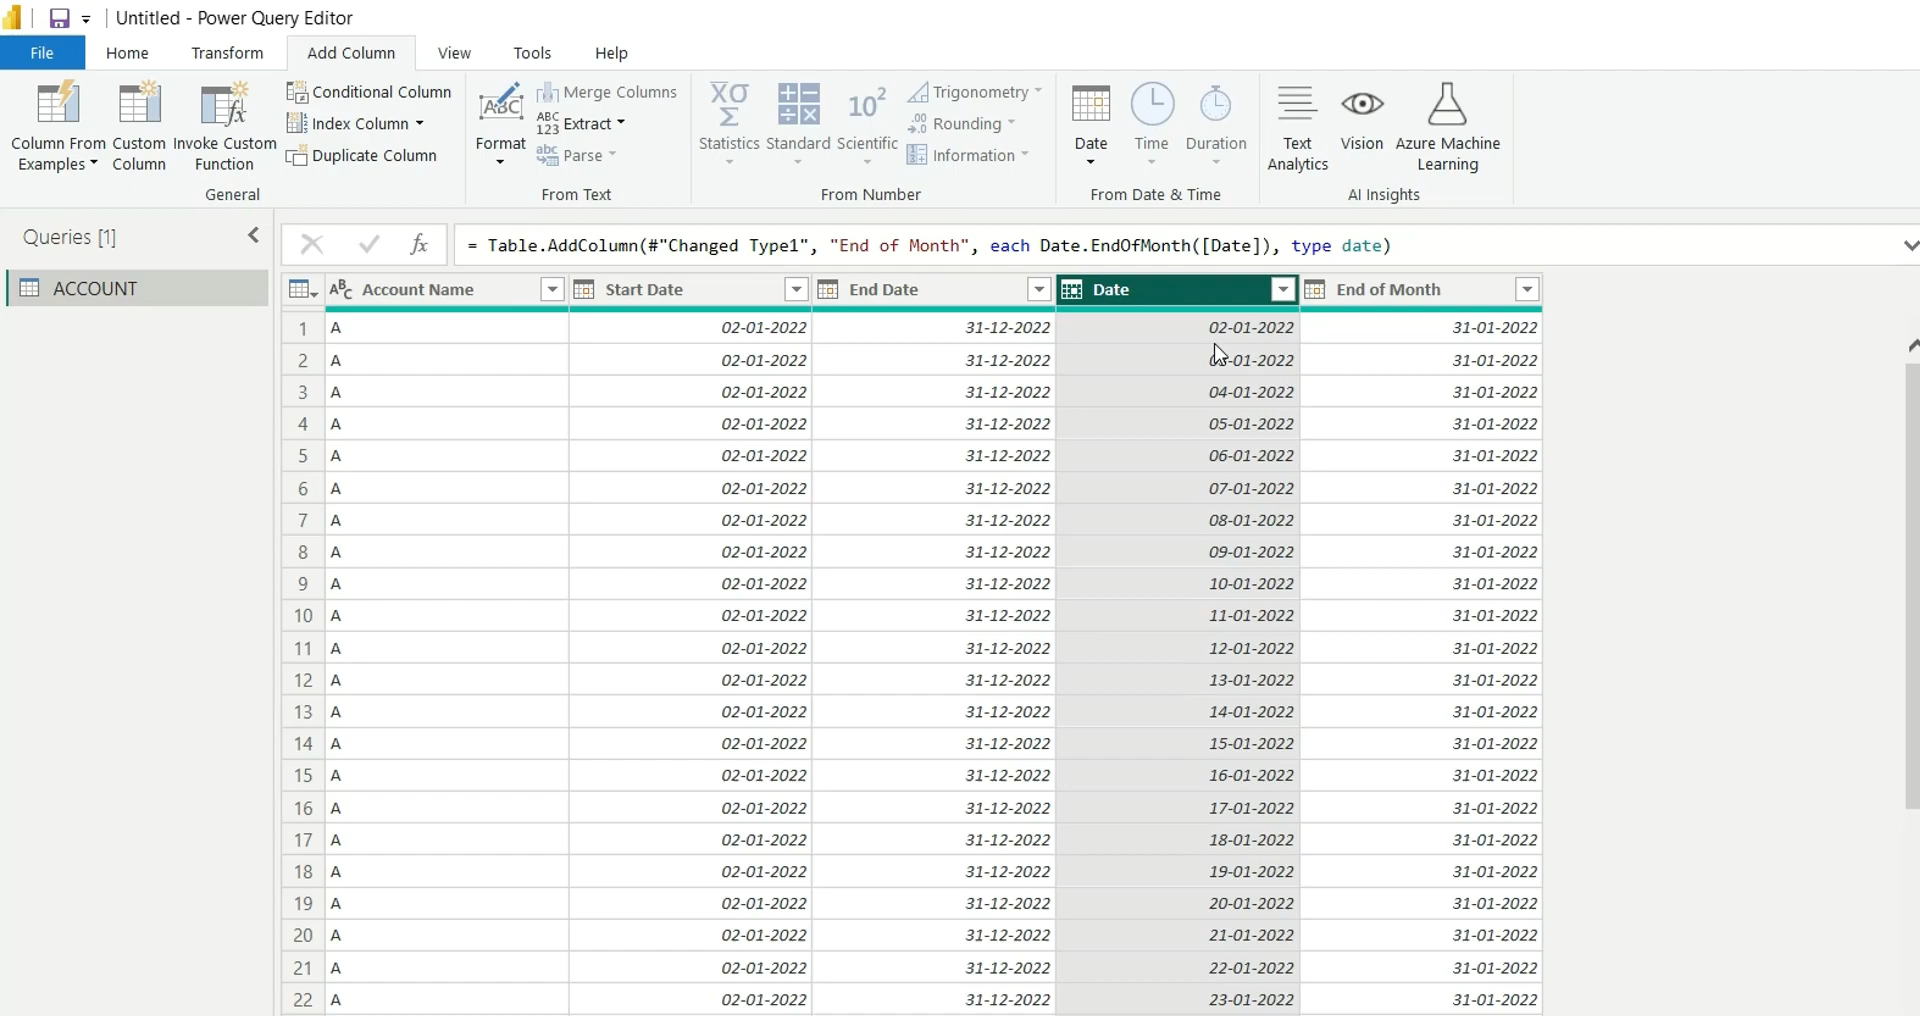 Untitled - Power Query Editor
File Home Transform Add Column View Tools Help
Column From Examples
Custom Column
Invoke Custom Function
Conditional Column
Index Column
Duplicate Column
General
ABC
Format
Merge Columns
ABC 123 Extract
abc Parse
From Text
XΣσ
Statistics
Standard
10²
Scientific
Trigonometry
.00 Rounding
Information
From Number
Date
Time
Duration
From Date & Time
Text Analytics
Vision
Azure Machine Learning
AI Insights
Queries [1]
ACCOUNT
fx = Table.AddColumn(#"Changed Type1", "End of Month", each Date.EndOfMonth([Date]), type date)
ABC Account Name Start Date End Date Date End of Month
1 A 02-01-2022 31-12-2022 02-01-2022 31-01-2022
2 A 02-01-2022 31-12-2022 -01-2022 31-01-2022
3 A 02-01-2022 31-12-2022 04-01-2022 31-01-2022
4 A 02-01-2022 31-12-2022 05-01-2022 31-01-2022
5 A 02-01-2022 31-12-2022 06-01-2022 31-01-2022
6 A 02-01-2022 31-12-2022 07-01-2022 31-01-2022
7 A 02-01-2022 31-12-2022 08-01-2022 31-01-2022
8 A 02-01-2022 31-12-2022 09-01-2022 31-01-2022
9 A 02-01-2022 31-12-2022 10-01-2022 31-01-2022
10 A 02-01-2022 31-12-2022 11-01-2022 31-01-2022
11 A 02-01-2022 31-12-2022 12-01-2022 31-01-2022
12 A 02-01-2022 31-12-2022 13-01-2022 31-01-2022
13 A 02-01-2022 31-12-2022 14-01-2022 31-01-2022
14 A 02-01-2022 31-12-2022 15-01-2022 31-01-2022
15 A 02-01-2022 31-12-2022 16-01-2022 31-01-2022
16 A 02-01-2022 31-12-2022 17-01-2022 31-01-2022
17 A 02-01-2022 31-12-2022 18-01-2022 31-01-2022
18 A 02-01-2022 31-12-2022 19-01-2022 31-01-2022
19 A 02-01-2022 31-12-2022 20-01-2022 31-01-2022
20 A 02-01-2022 31-12-2022 21-01-2022 31-01-2022
21 A 02-01-2022 31-12-2022 22-01-2022 31-01-2022
22 A 02-01-2022 31-12-2022 23-01-2022 31-01-2022